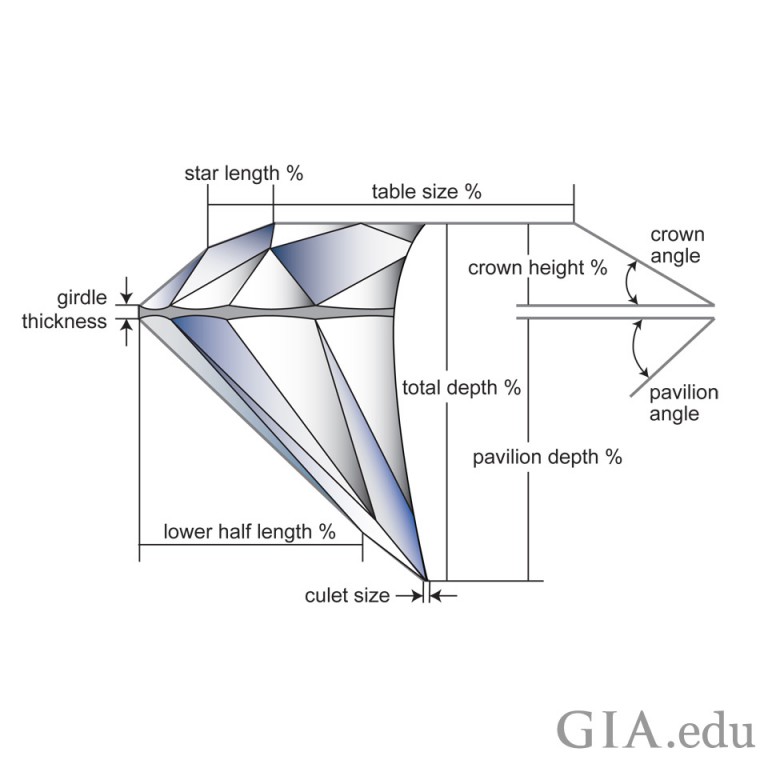 star length %
table size %
crown
angle
crown height %
girdle
thickness
total depth %
pavilion
angle
pavilion depth %
lower half length %
culet size
GIA.edu